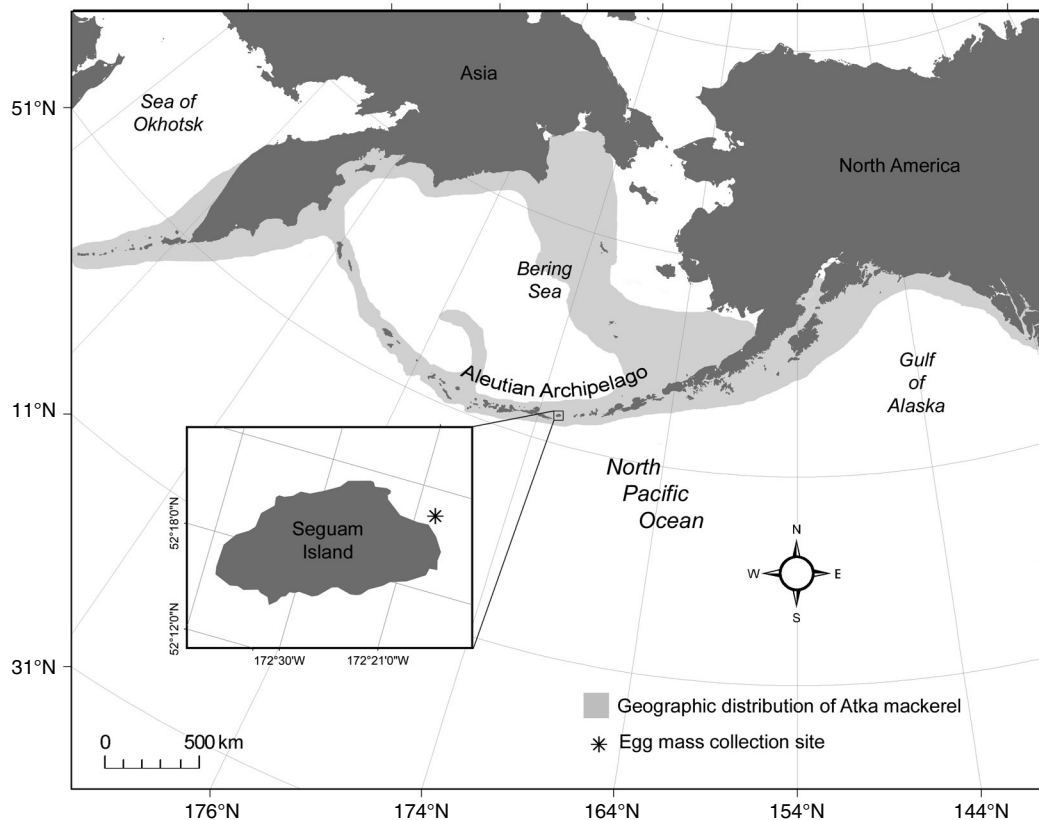 Asia
51°N
Sea of
Okhotsk
North America
Bering
Sea
Aleutian Archipelago
Gulf
of
Alaska
11°N
North
Pacific
Ocean
52°18'0"N
Seguam
Island
52°12'0"N
172°30'W
172°21'0"W
N
W
E
S
31°N
Geographic distribution of Atka mackerel
Egg mass collection site
0 500 km
176°N
174°N
164°N
154°N
144°N